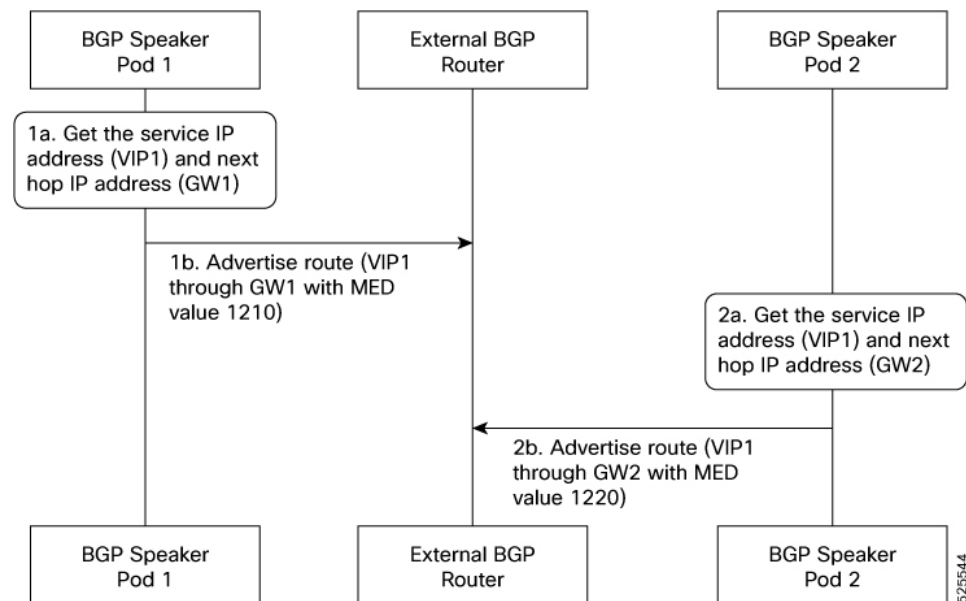 BGP Speaker
Pod 1
External BGP
Router
BGP Speaker
Pod 2
1a. Get the service IP
address (VIP1) and next
hop IP address (GW1)
1b. Advertise route (VIP1
through GW1 with MED
value 1210)
2a. Get the service IP
address (VIP1) and next
hop IP address (GW2)
2b. Advertise route (VIP1
through GW2 with MED
value 1220)
BGP Speaker
Pod 1
External BGP
Router
BGP Speaker
Pod 2
525544